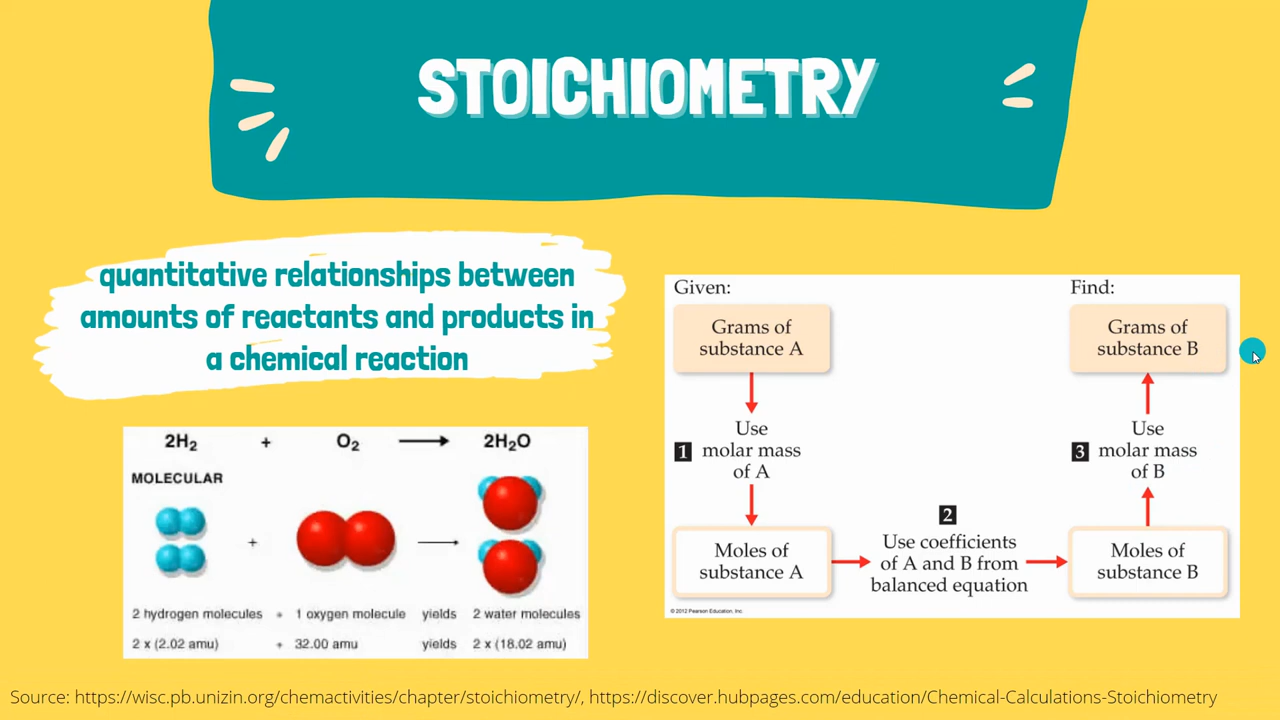 STOICHIOMETRY
quantitative relationships between
amounts of reactants and products in
a chemical reaction
2H₂ + O₂ ⟶ 2H₂O
MOLECULAR
+
2 hydrogen molecules + 1 oxygen molecule yields 2 water molecules
2 x (2.02 amu) + 32.00 amu yields 2 x (18.02 amu)
Given:
Grams of
substance A
1
Use
molar mass
of A
Moles of
substance A
2
Use coefficients
of A and B from
balanced equation
Find:
Grams of
substance B
3
Use
molar mass
of B
Moles of
substance B
© 2012 Pearson Education, Inc.
Source: https://wisc.pb.unizin.org/chemactivities/chapter/stoichiometry/, https://discover.hubpages.com/education/Chemical-Calculations-Stoichiometry